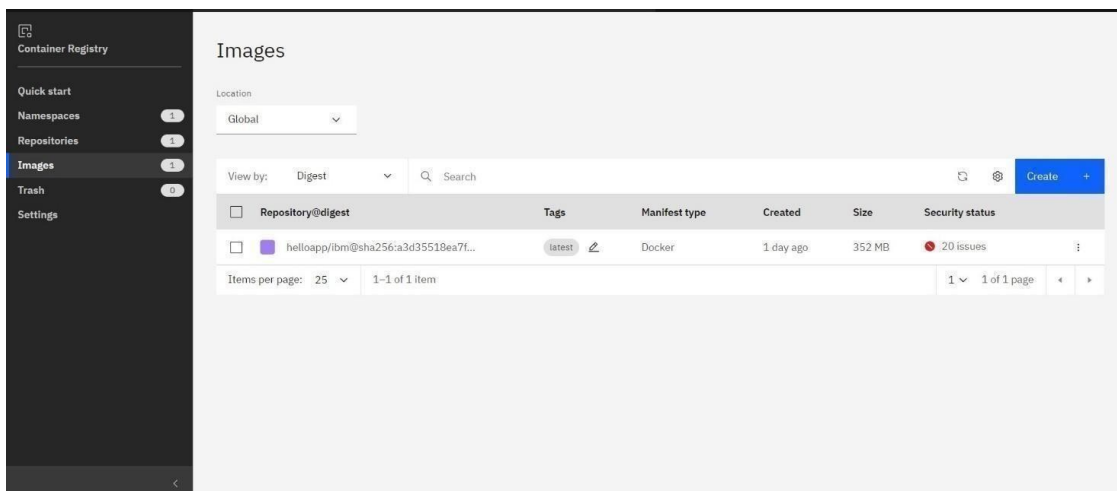 Container Registry
Quick start
Namespaces 1
Repositories 1
Images 1
Trash 0
Settings
Images
Location
Global
View by: Digest Search Create +
Repository@digest Tags Manifest type Created Size Security status
helloapp/ibm@sha256:a3d35518ea7f... latest Docker 1 day ago 352 MB 20 issues
Items per page: 25 1–1 of 1 item 1 1 of 1 page